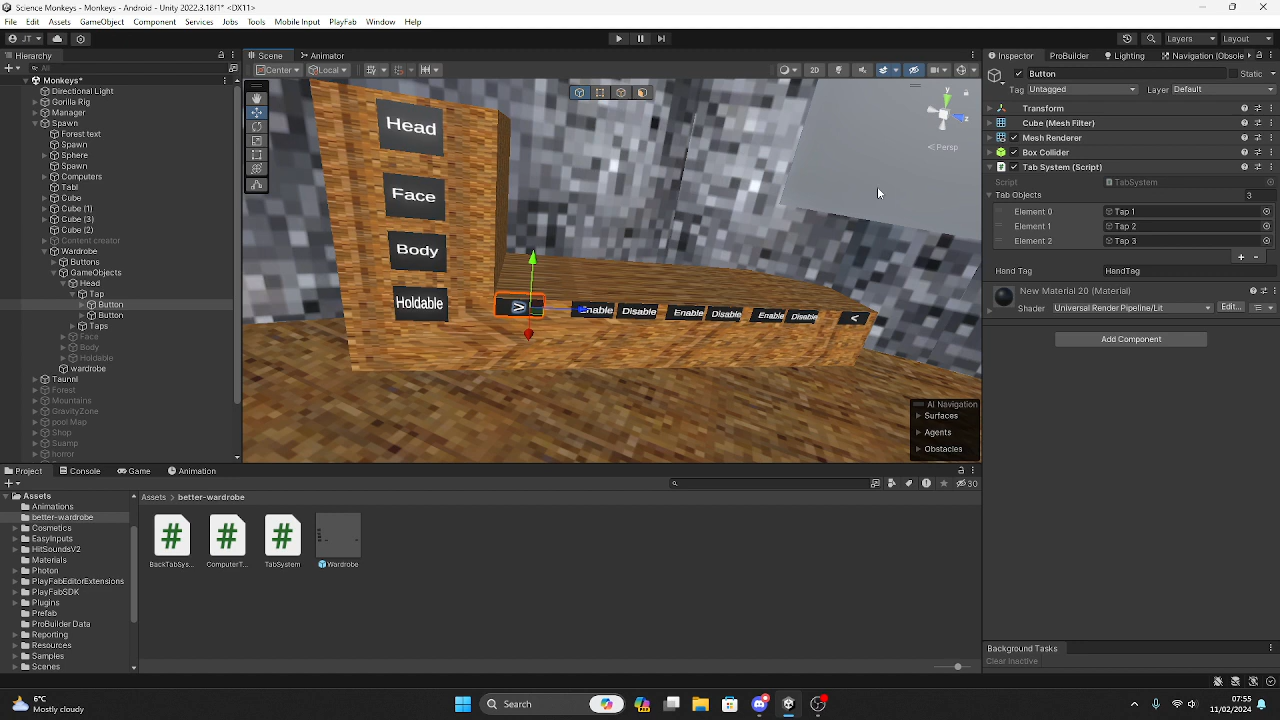 Science Monkeys - Monkeys - Android - Unity 2022.3.18f1* <DX11>
File Edit Assets GameObject Component Services Jobs Tools Mobile Input PlayFab Window Help
JT
Layers Layout
Hierarchy
All
Monkeys*
Directional Light
Gorilla Rig
Manager
Spawn
Forest text
Spawn
Sphere
Spawn
Computers
Tabl
Cube
Cube (1)
Cube (3)
Cube (2)
Content creator
Wardrobe
Buttons
GameObjects
Head
Tap
Button
Button
Taps
Face
Body
Holdable
wardrobe
Taunnl
Forest
Mountains
GravityZone
pool Map
Shop
Suamp
horror
Scene Animator
Center Local
2D
Head
Face
Body
Holdable
>
Enable Disable Enable Disable Enable Disable
<
y
z
< Persp
AI Navigation
Surfaces
Agents
Obstacles
Inspector ProBuilder Lighting Navigation (Obsole
Button Static
Tag Untagged Layer Default
Transform
Cube (Mesh Filter)
Mesh Renderer
Box Collider
Tab System (Script)
Script TabSystem
Tab Objects 3
Element 0 Tap 1
Element 1 Tap 2
Element 2 Tap 3
+ -
Hand Tag HandTag
New Material 20 (Material)
Shader Universal Render Pipeline/Lit Edit...
Add Component
Background Tasks
Clear Inactive
Project Console Game Animation
30
Assets
Animations
better-wardrobe
Cosmetics
EasyInputs
HitSoundsV2
Materials
Photon
PlayFabEditorExtensions
PlayFabSDK
Plugins
Prefab
ProBuilder Data
Reporting
Resources
Samples
Scenes
Assets > better-wardrobe
BackTabSys... ComputerT... TabSystem Wardrobe
5°C
Mostly cloudy
Search
07:55
11/02/2024